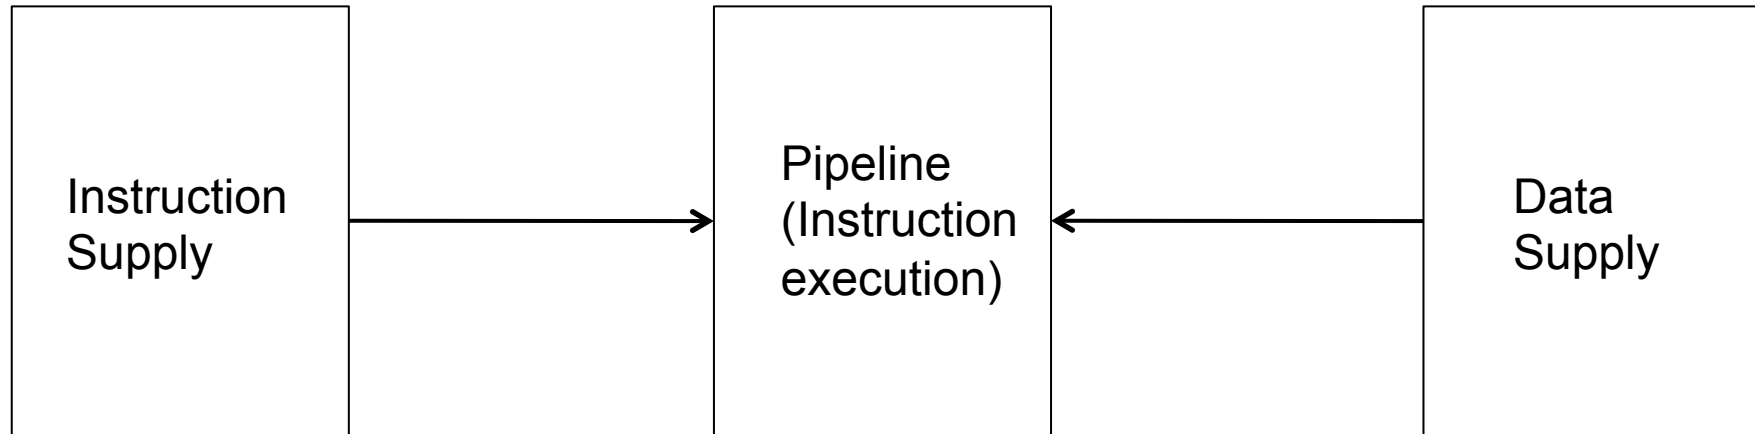 Instruction
Supply
Pipeline
(Instruction
execution)
Data
Supply